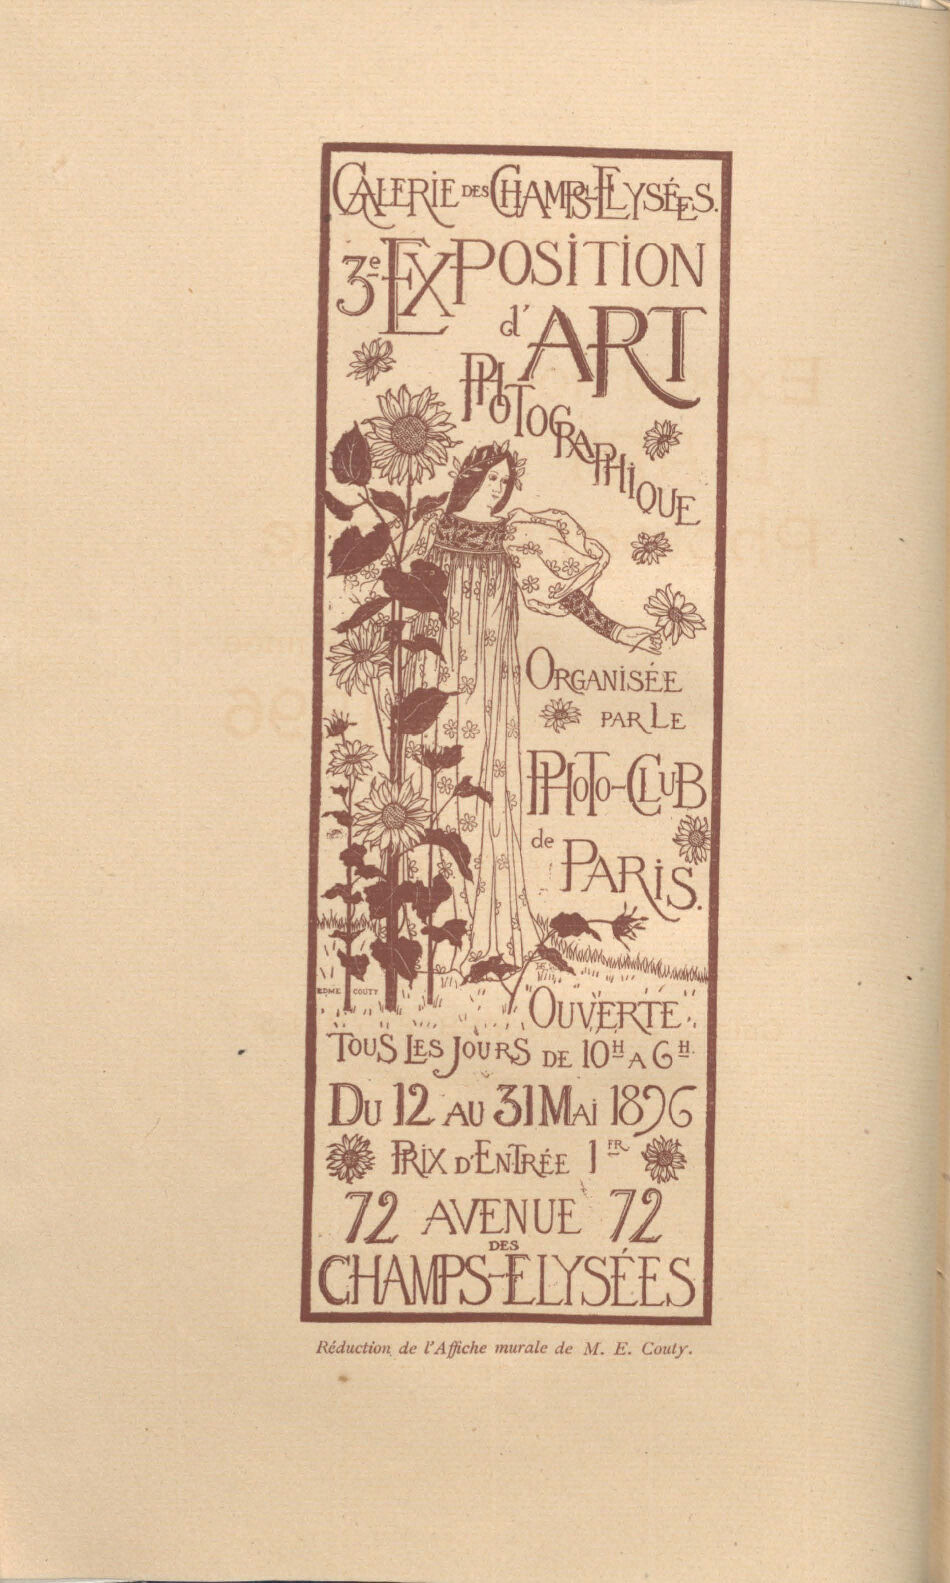 GALERIE DES CHAMPS-ELYSÉES.
3e EXPOSITION
d'ART
PHOTOGRAPHIQUE
ORGANISÉE
PAR LE
PHOTO-CLUB
de PARIS.
EDME COUTY
OUVERTE
TOUS LES JOURS DE 10H A 6H.
DU 12 AU 31 MAI 1896
PRIX D'ENTRÉE 1FR
72 AVENUE 72
DES
CHAMPS-ELYSÉES
Réduction de l'Affiche murale de M. E. Couty.